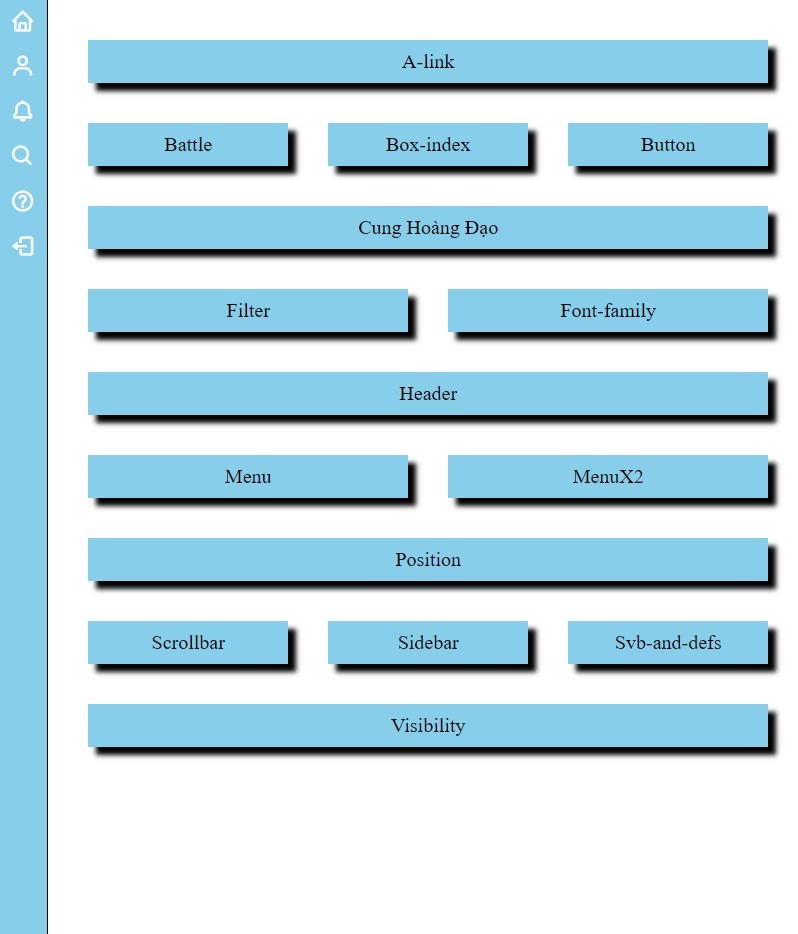 A-link
Battle Box-index Button
Cung Hoàng Đạo
Filter Font-family
Header
Menu MenuX2
Position
Scrollbar Sidebar Svb-and-defs
Visibility